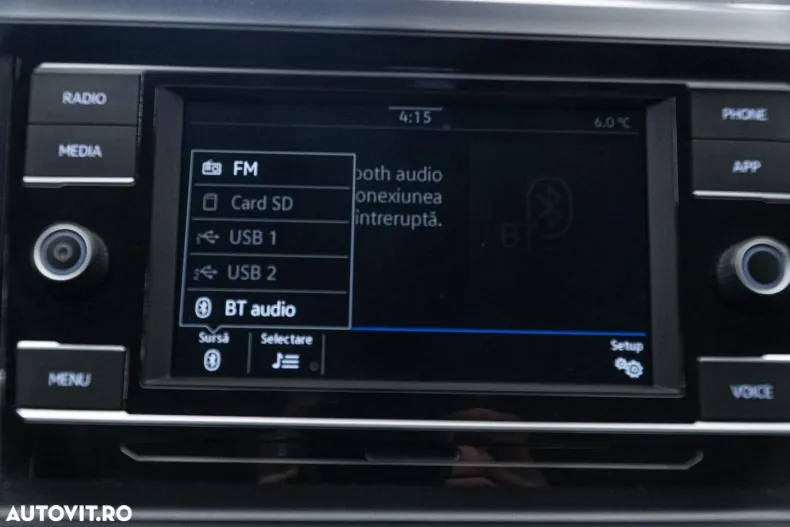 RADIO
MEDIA
MENU
PHONE
APP
VOICE
4:15
6.0 °C
FM
Card SD
USB 1
USB 2
BT audio
ooth audio
onexiunea
întreruptă.
BT
Sursă
Selectare
Setup
AUTOVIT.RO